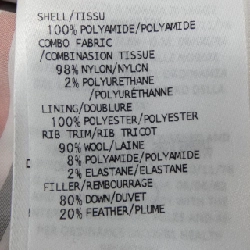 SHELL/TISSU
100% POLYAMIDE/POLYAMIDE
COMBO FABRIC
/COMBINASION TISSUE
98% NYLON/NYLON
2% POLYURETHANE
/POLYURÉTHANNE
LINING/DOUBLURE
100% POLYESTER/POLYESTER
RIB TRIM/RIB TRICOT
90% WOOL/LAINE
8% POLYAMIDE/POLYAMIDE
2% ELASTANE/ELASTANE
FILLER/REMBOURRAGE
80% DOWN/DUVET
20% FEATHER/PLUME